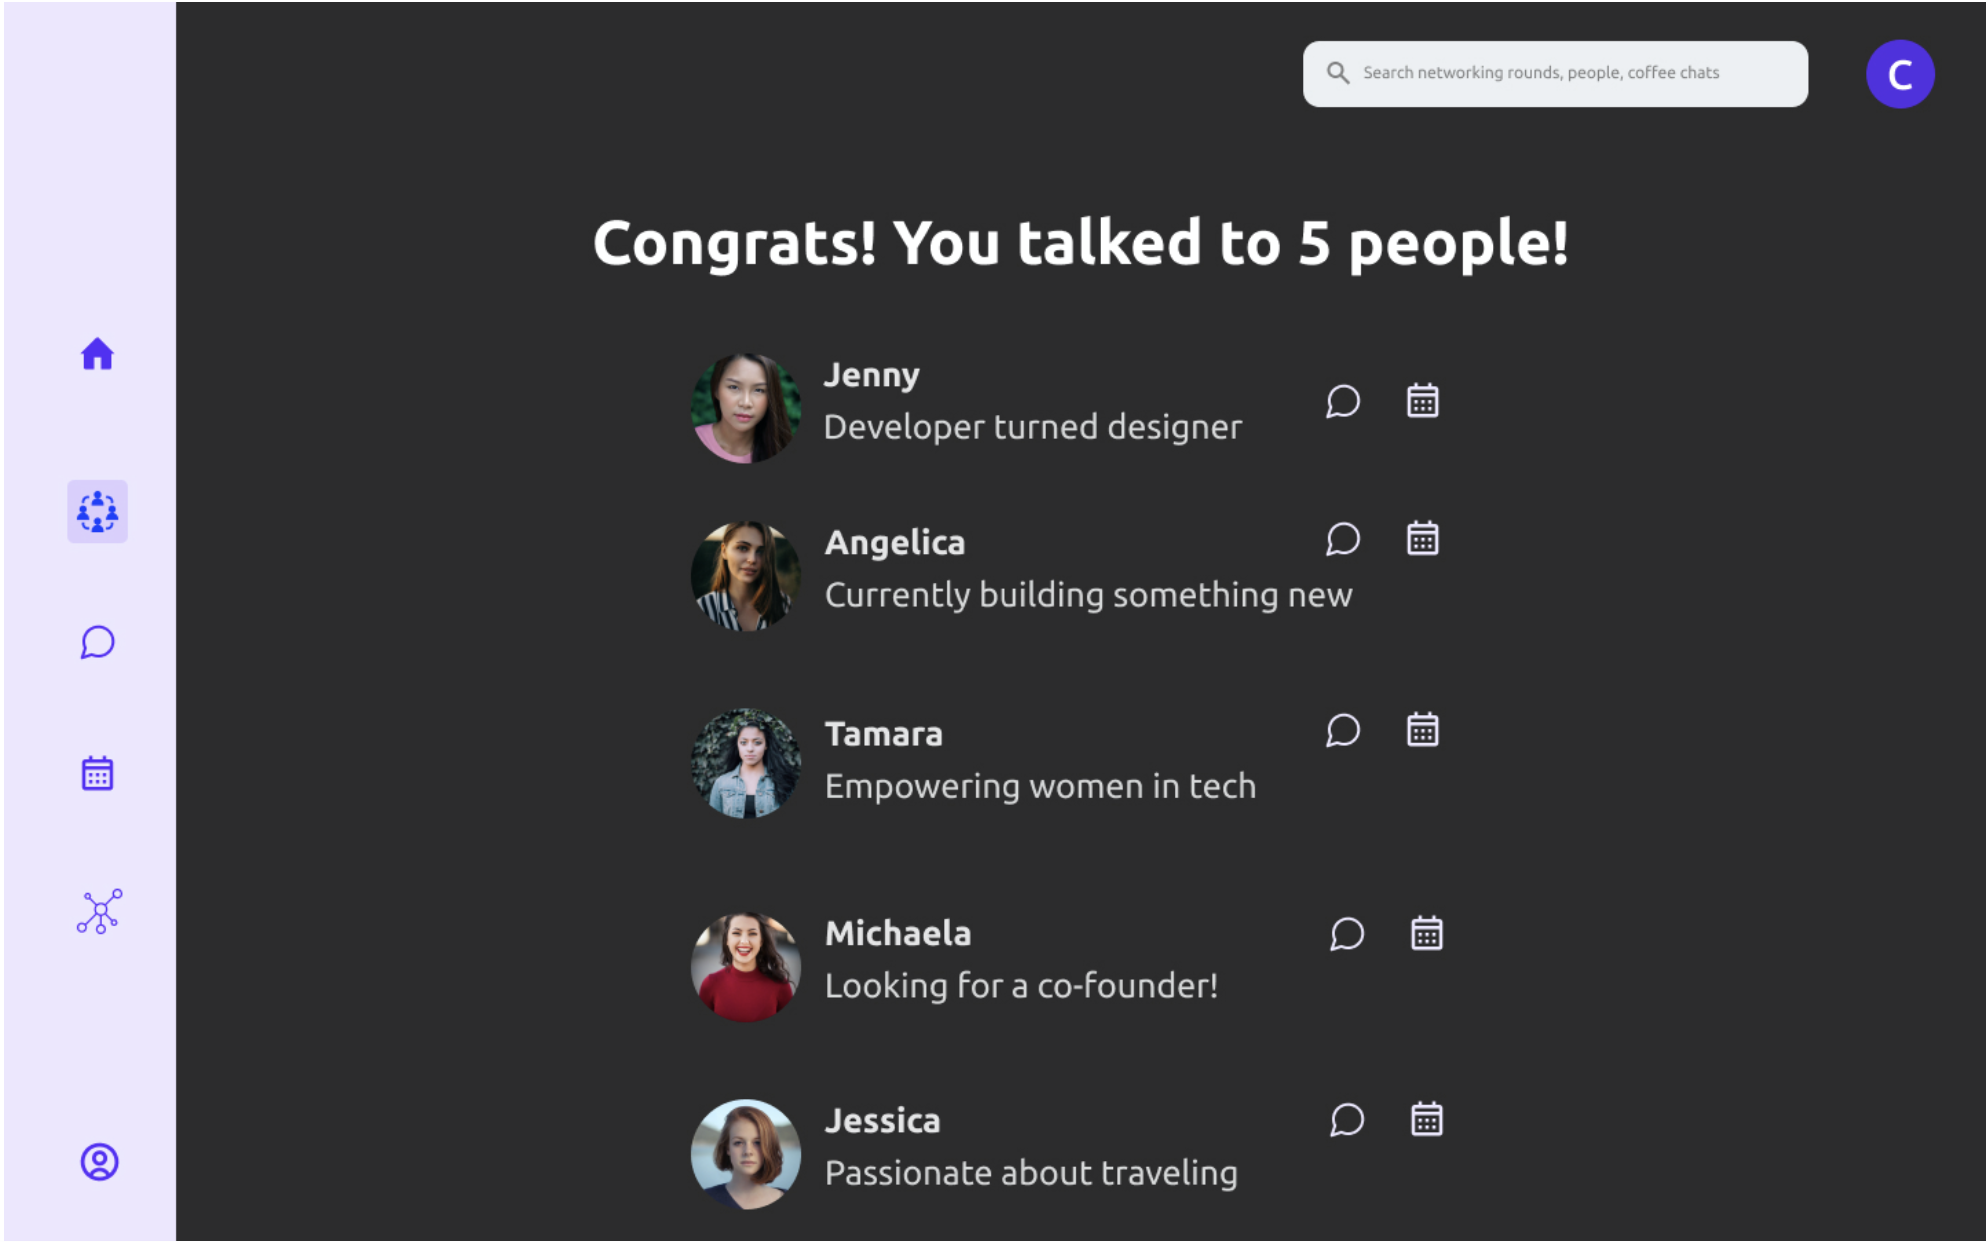 Search networking rounds, people, coffee chats
C
Congrats! You talked to 5 people!
Jenny
Developer turned designer
Angelica
Currently building something new
Tamara
Empowering women in tech
Michaela
Looking for a co-founder!
Jessica
Passionate about traveling